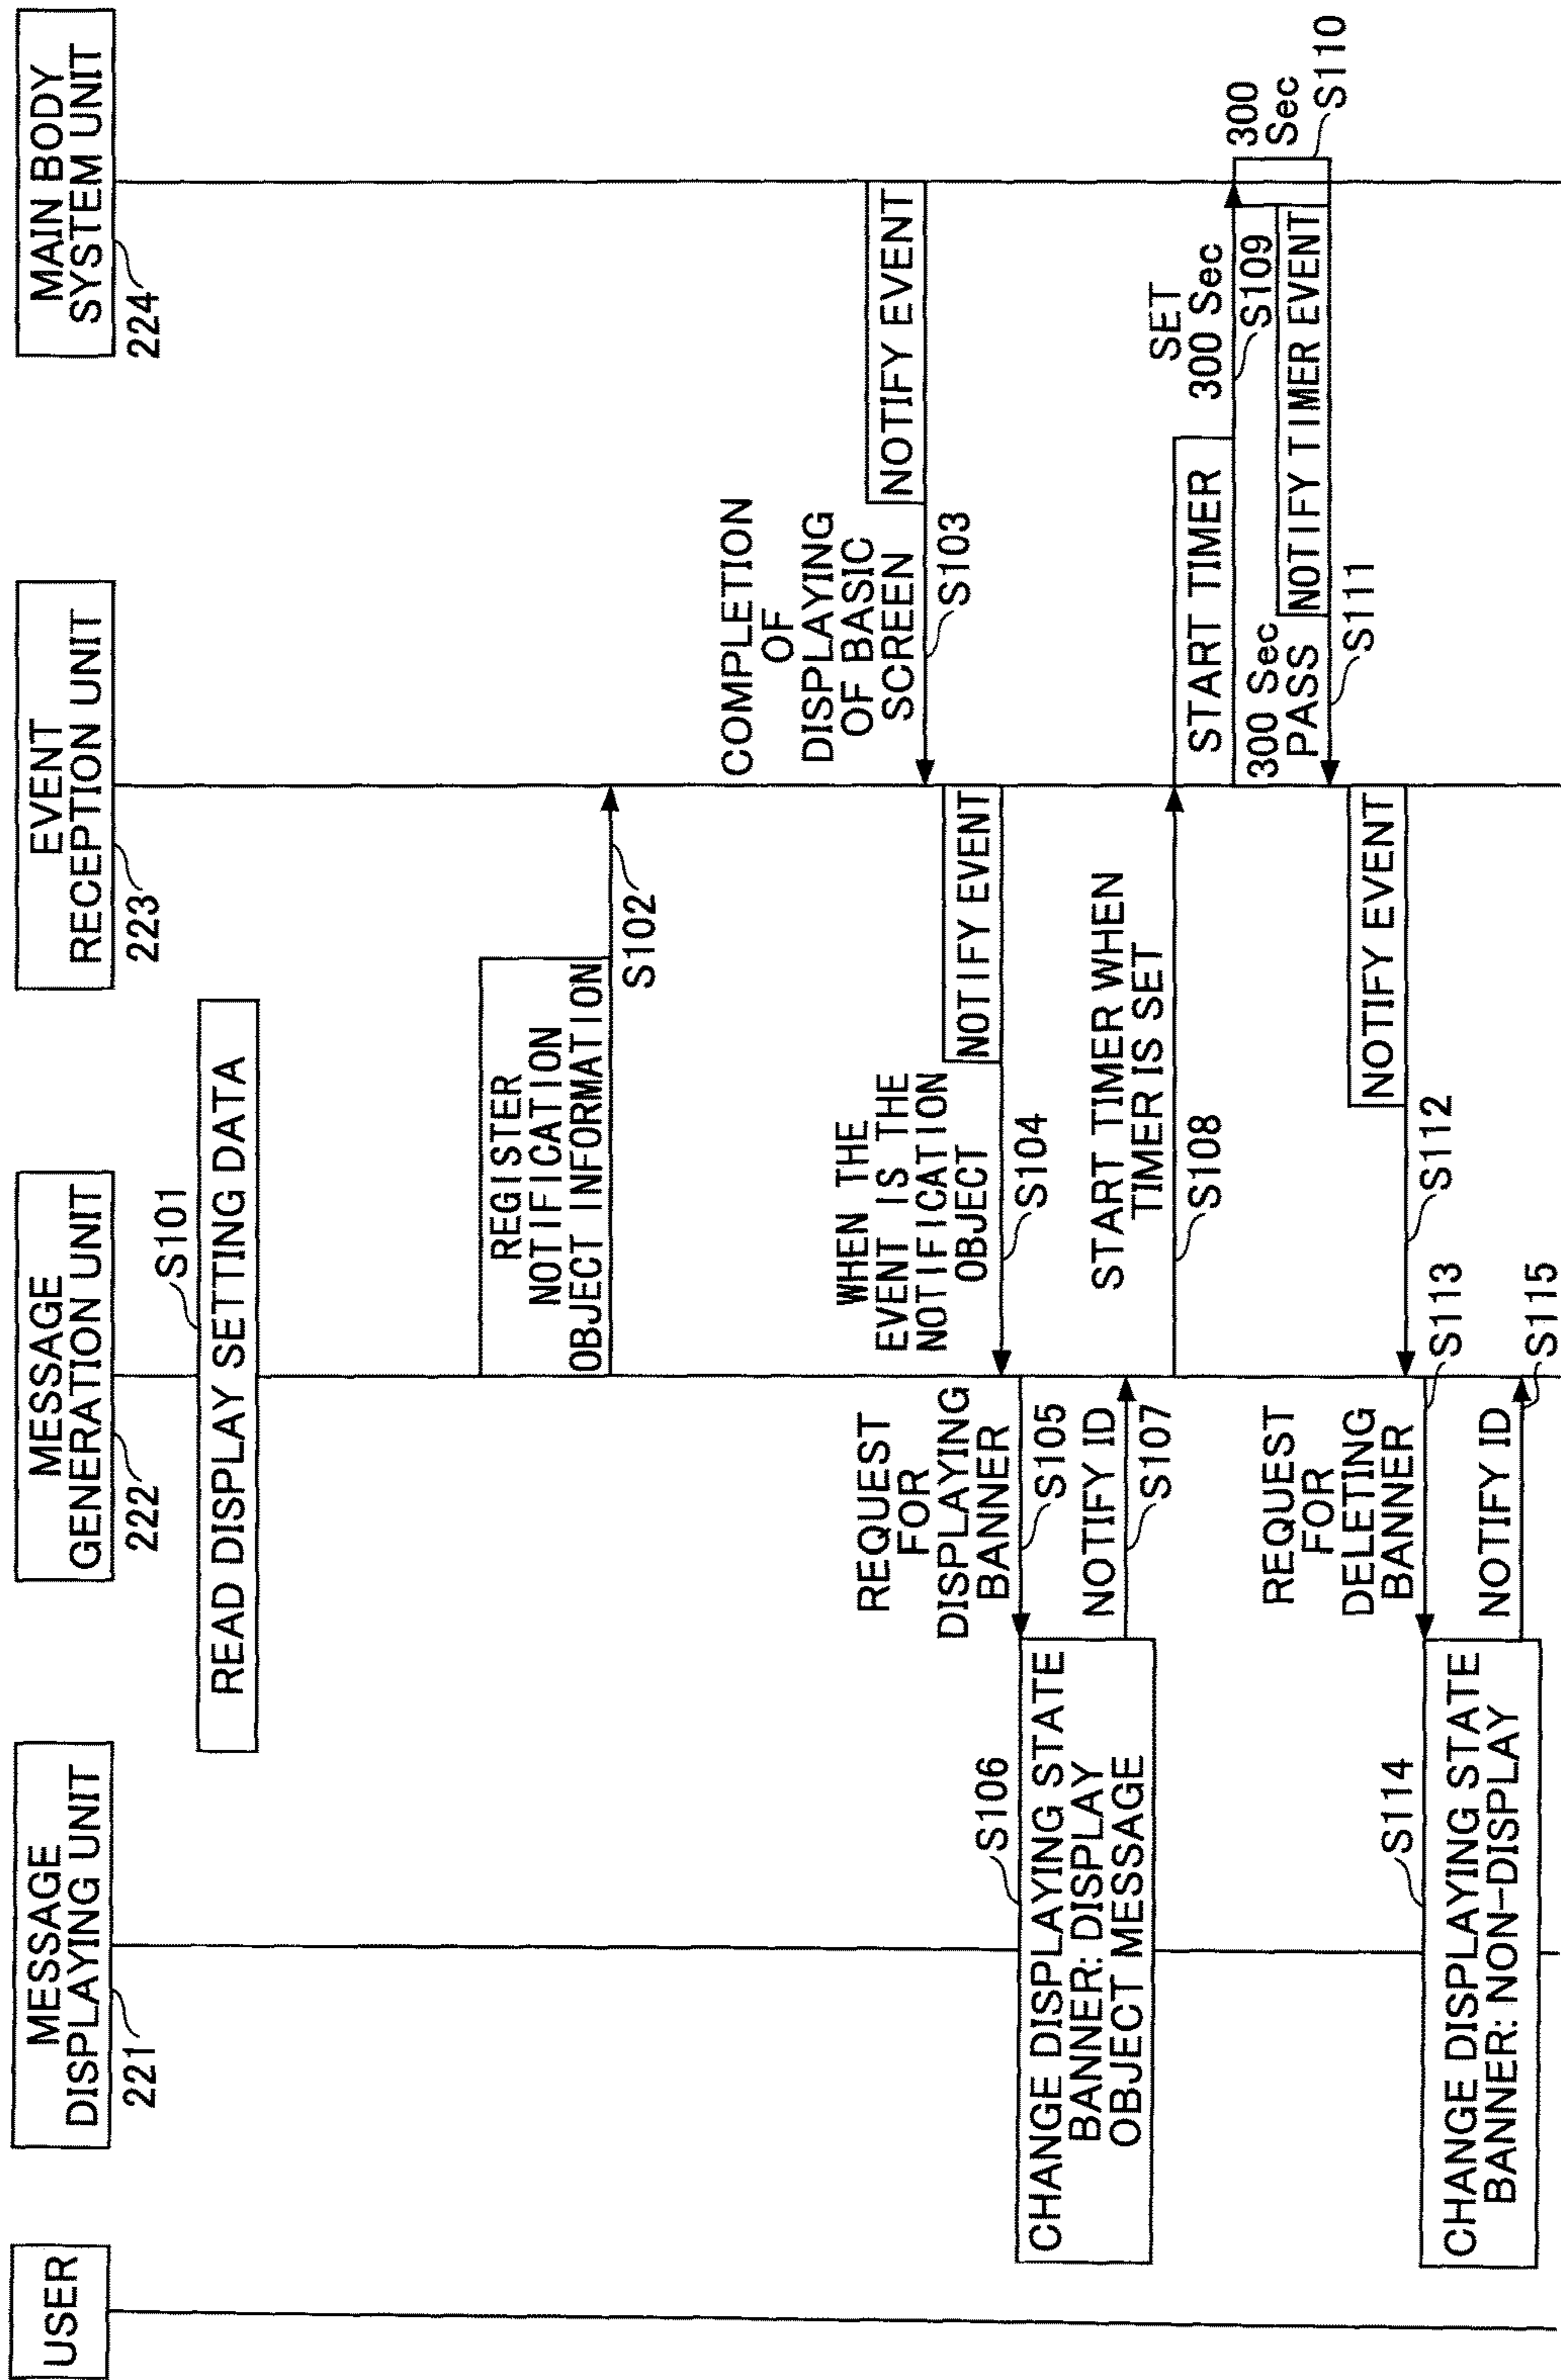 USER
MESSAGE
DISPLAYING UNIT
221
MESSAGE
GENERATION UNIT
222
EVENT
RECEPTION UNIT
223
MAIN BODY
SYSTEM UNIT
224
S101
READ DISPLAY SETTING DATA
REGISTER
NOTIFICATION
OBJECT INFORMATION
S102
COMPLETION
OF
DISPLAYING
OF BASIC
SCREEN
NOTIFY EVENT
S103
WHEN THE
EVENT IS THE
NOTIFICATION
OBJECT
NOTIFY EVENT
S104
REQUEST
FOR
DISPLAYING
BANNER
S105
S106
CHANGE DISPLAYING STATE
BANNER: DISPLAY
OBJECT MESSAGE
NOTIFY ID
S107
START TIMER WHEN
TIMER IS SET
S108
START TIMER
SET
300 Sec
S109
300
Sec
S110
300 Sec
PASS
NOTIFY TIMER EVENT
S111
NOTIFY EVENT
S112
REQUEST
FOR
DELETING
BANNER
S113
S114
CHANGE DISPLAYING STATE
BANNER: NON-DISPLAY
NOTIFY ID
S115